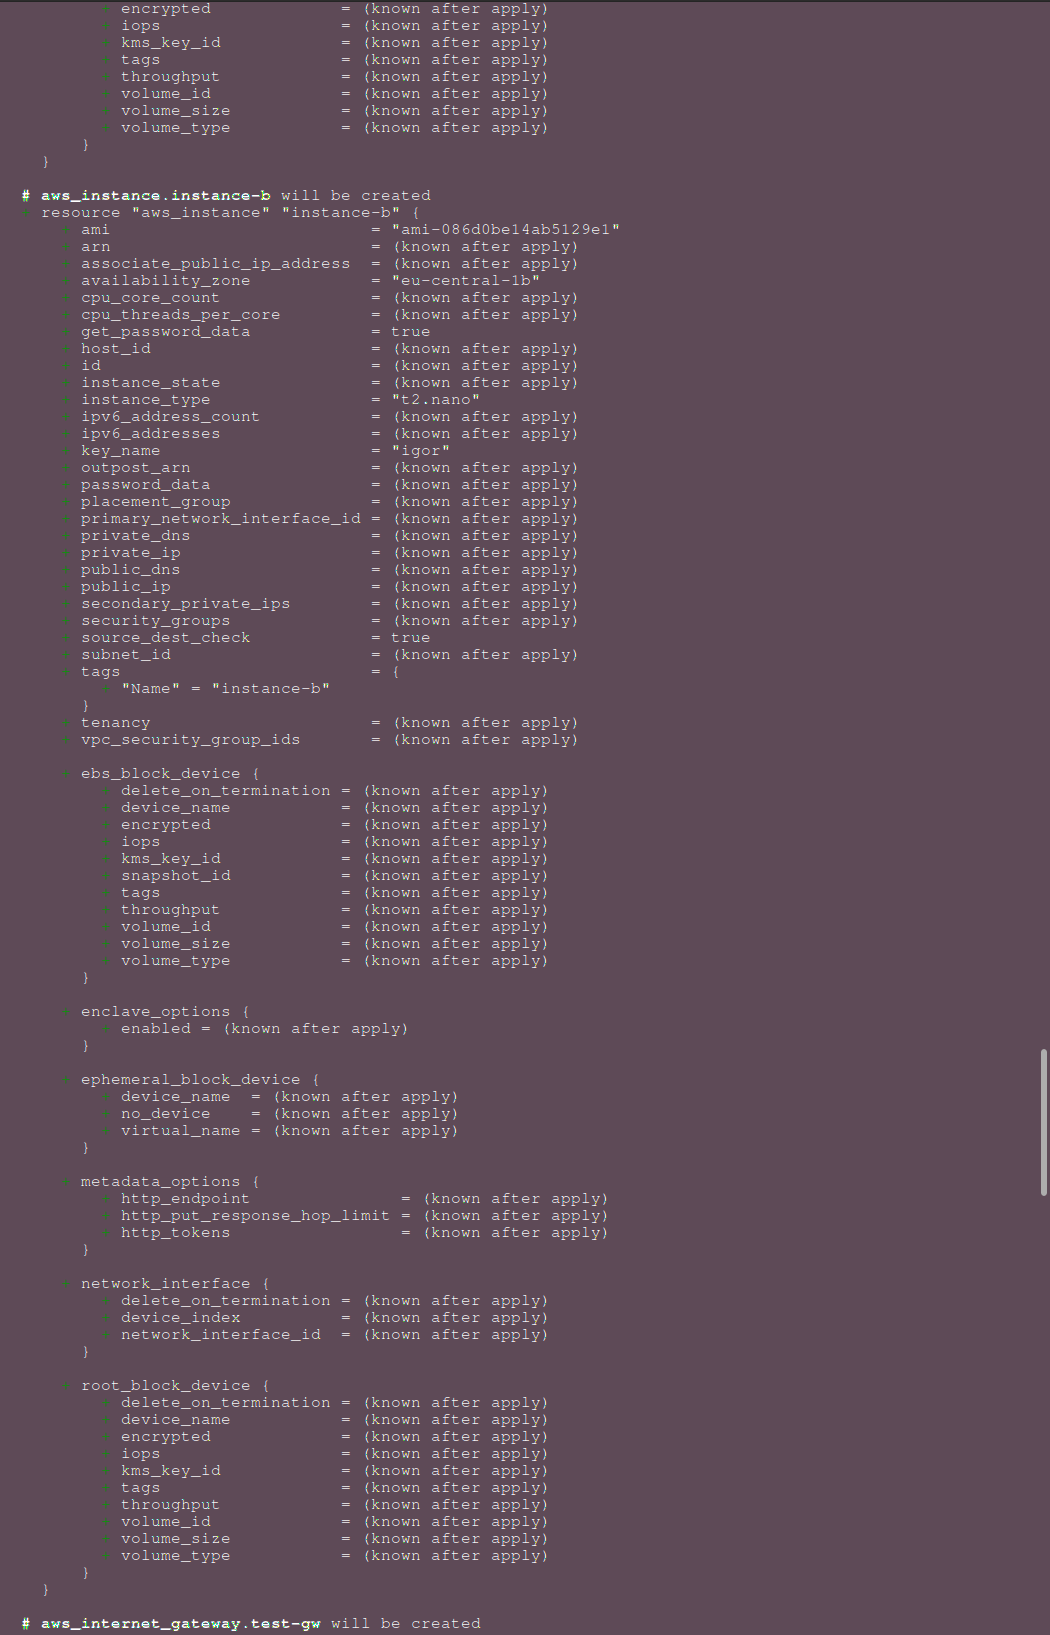 + encrypted             = (known after apply)
+ iops                  = (known after apply)
+ kms_key_id            = (known after apply)
+ tags                  = (known after apply)
+ throughput            = (known after apply)
+ volume_id             = (known after apply)
+ volume_size           = (known after apply)
+ volume_type           = (known after apply)
}
}
# aws_instance.instance-b will be created
+ resource "aws_instance" "instance-b" {
+ ami                          = "ami-086d0be14ab5129e1"
+ arn                          = (known after apply)
+ associate_public_ip_address  = (known after apply)
+ availability_zone            = "eu-central-1b"
+ cpu_core_count               = (known after apply)
+ cpu_threads_per_core         = (known after apply)
+ get_password_data            = true
+ host_id                      = (known after apply)
+ id                           = (known after apply)
+ instance_state               = (known after apply)
+ instance_type                = "t2.nano"
+ ipv6_address_count           = (known after apply)
+ ipv6_addresses               = (known after apply)
+ key_name                     = "igor"
+ outpost_arn                  = (known after apply)
+ password_data                = (known after apply)
+ placement_group              = (known after apply)
+ primary_network_interface_id = (known after apply)
+ private_dns                  = (known after apply)
+ private_ip                   = (known after apply)
+ public_dns                   = (known after apply)
+ public_ip                    = (known after apply)
+ secondary_private_ips        = (known after apply)
+ security_groups              = (known after apply)
+ source_dest_check            = true
+ subnet_id                    = (known after apply)
+ tags                         = {
+ "Name" = "instance-b"
}
+ tenancy                      = (known after apply)
+ vpc_security_group_ids       = (known after apply)
+ ebs_block_device {
+ delete_on_termination = (known after apply)
+ device_name           = (known after apply)
+ encrypted             = (known after apply)
+ iops                  = (known after apply)
+ kms_key_id            = (known after apply)
+ snapshot_id           = (known after apply)
+ tags                  = (known after apply)
+ throughput            = (known after apply)
+ volume_id             = (known after apply)
+ volume_size           = (known after apply)
+ volume_type           = (known after apply)
}
+ enclave_options {
+ enabled = (known after apply)
}
+ ephemeral_block_device {
+ device_name  = (known after apply)
+ no_device    = (known after apply)
+ virtual_name = (known after apply)
}
+ metadata_options {
+ http_endpoint               = (known after apply)
+ http_put_response_hop_limit = (known after apply)
+ http_tokens                 = (known after apply)
}
+ network_interface {
+ delete_on_termination = (known after apply)
+ device_index          = (known after apply)
+ network_interface_id  = (known after apply)
}
+ root_block_device {
+ delete_on_termination = (known after apply)
+ device_name           = (known after apply)
+ encrypted             = (known after apply)
+ iops                  = (known after apply)
+ kms_key_id            = (known after apply)
+ tags                  = (known after apply)
+ throughput            = (known after apply)
+ volume_id             = (known after apply)
+ volume_size           = (known after apply)
+ volume_type           = (known after apply)
}
}
# aws_internet_gateway.test-gw will be created